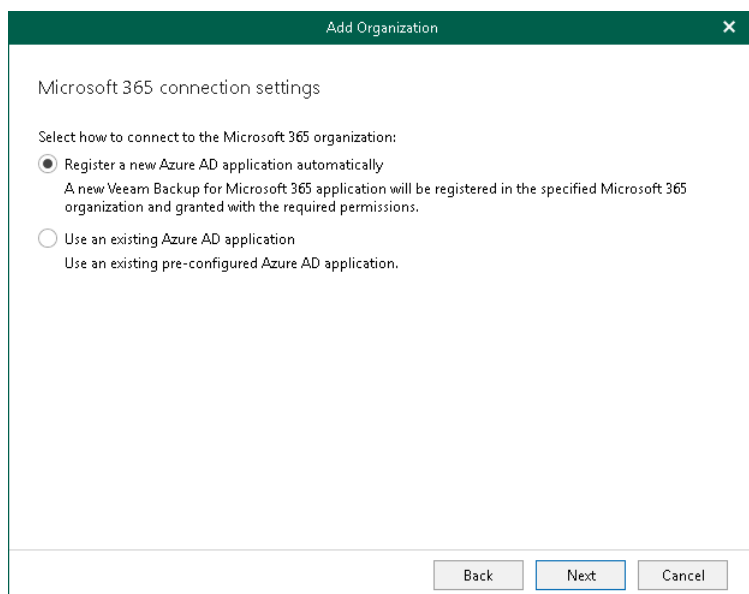 Add Organization
Microsoft 365 connection settings
Select how to connect to the Microsoft 365 organization:
Register a new Azure AD application automatically
A new Veeam Backup for Microsoft 365 application will be registered in the specified Microsoft 365
organization and granted with the required permissions.
Use an existing Azure AD application
Use an existing pre-configured Azure AD application.
Back Next Cancel